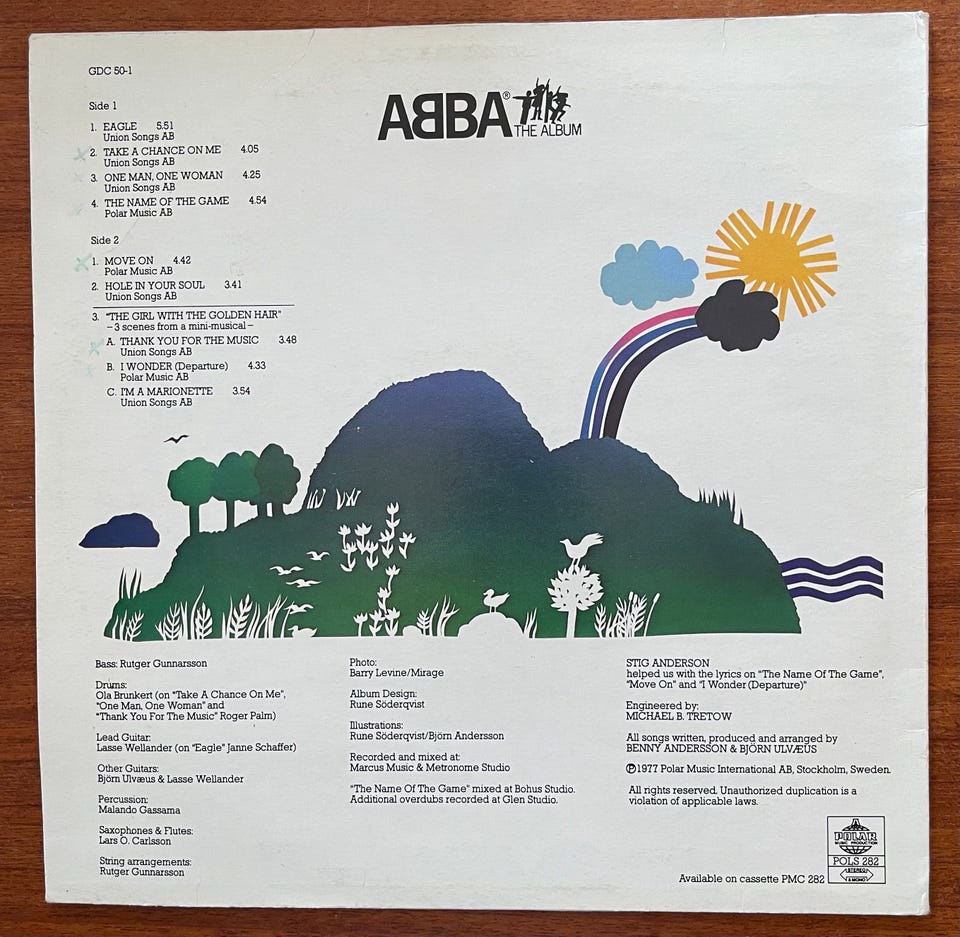 GDC 50-1
ABBA® THE ALBUM
Side 1
1. EAGLE 5.51
Union Songs AB
2. TAKE A CHANCE ON ME 4.05
Union Songs AB
3. ONE MAN, ONE WOMAN 4.25
Union Songs AB
4. THE NAME OF THE GAME 4.54
Polar Music AB
Side 2
1. MOVE ON 4.42
Polar Music AB
2. HOLE IN YOUR SOUL 3.41
Union Songs AB
3. "THE GIRL WITH THE GOLDEN HAIR"
–3 scenes from a mini-musical–
A. THANK YOU FOR THE MUSIC 3.48
Union Songs AB
B. I WONDER (Departure) 4.33
Polar Music AB
C. I'M A MARIONETTE 3.54
Union Songs AB
Bass: Rutger Gunnarsson
Drums:
Ola Brunkert (on "Take A Chance On Me",
"One Man, One Woman" and
"Thank You For The Music" Roger Palm)
Lead Guitar:
Lasse Wellander (on "Eagle" Janne Schaffer)
Other Guitars:
Björn Ulvæus & Lasse Wellander
Percussion:
Malando Gassama
Saxophones & Flutes:
Lars O. Carlsson
String arrangements:
Rutger Gunnarsson
Photo:
Barry Levine/Mirage
Album Design:
Rune Söderqvist
Illustrations:
Rune Söderqvist/Björn Andersson
Recorded and mixed at:
Marcus Music & Metronome Studio
"The Name Of The Game" mixed at Bohus Studio.
Additional overdubs recorded at Glen Studio.
STIG ANDERSON
helped us with the lyrics on "The Name Of The Game",
"Move On" and "I Wonder (Departure)"
Engineered by:
MICHAEL B. TRETOW
All songs written, produced and arranged by
BENNY ANDERSSON & BJÖRN ULVÆUS
℗1977 Polar Music International AB, Stockholm, Sweden.
All rights reserved. Unauthorized duplication is a
violation of applicable laws.
POLAR
MUSIC PRODUCTION
POLS 282
STEREO
& MONO
Available on cassette PMC 282